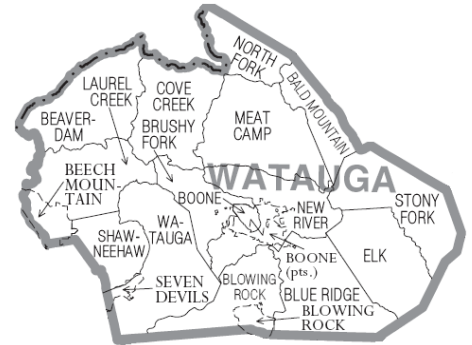 NORTH
FORK
BALD MOUNTAIN
LAUREL
CREEK
COVE
CREEK
BEAVER-
DAM
BRUSHY
FORK
MEAT
CAMP
WATAUGA
BEECH
MOUN-
TAIN
BOONE
NEW
RIVER
STONY
FORK
SHAW-
NEEHAW
WA-
TAUGA
ELK
BOONE
(pts.)
SEVEN
DEVILS
BLOWING
ROCK
BLUE RIDGE
BLOWING
ROCK